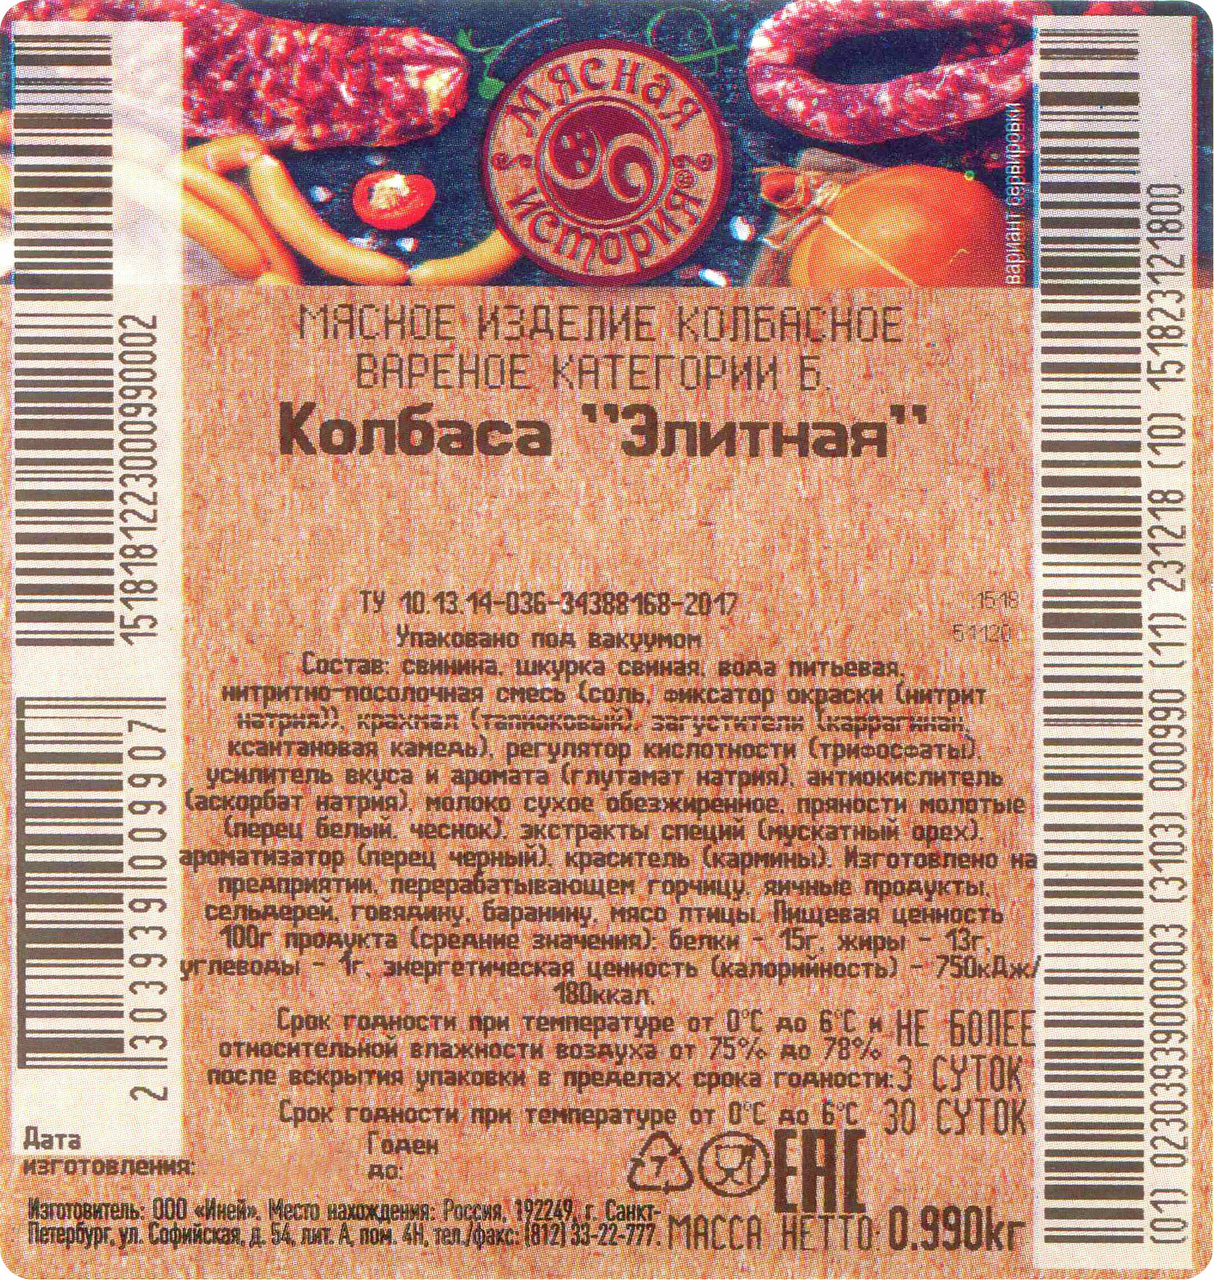 МЯСНАЯ
ИСТОРИЯ
®
вариант сервировки
МЯСНОЕ ИЗДЕЛИЕ КОЛБАСНОЕ
ВАРЕНОЕ КАТЕГОРИИ Б.
Колбаса "Элитная"
ТУ 10.13.14-036-34388168-2017
1518
Упаковано под вакуумом
51120
Состав: свинина, шкурка свиная, вода питьевая,
нитритно-посолочная смесь (соль, фиксатор окраски (нитрит
натрия)), крахмал (тапиоковый), загустители (каррагинан,
ксантановая камедь), регулятор кислотности (трифосфаты),
усилитель вкуса и аромата (глутамат натрия), антиокислитель
(аскорбат натрия), молоко сухое обезжиренное, пряности молотые
(перец белый, чеснок), экстракты специй (мускатный орех),
ароматизатор (перец черный), краситель (кармины). Изготовлено на
предприятии, перерабатывающем горчицу, яичные продукты,
сельдерей, говядину, баранину, мясо птицы. Пищевая ценность
100г продукта (средние значения): белки - 15г, жиры - 13г,
углеводы - 1г, энергетическая ценность (калорийность) - 750кДж/
180ккал.
Срок годности при температуре от 0°С до 6°С и НЕ БОЛЕЕ
относительной влажности воздуха от 75% до 78%
после вскрытия упаковки в пределах срока годности: 3 СУТОК
Срок годности при температуре от 0°С до 6°С 30 СУТОК
Дата
изготовления:
Годен
до:
7
ЕАС
Изготовитель: ООО «Иней». Место нахождения: Россия, 192249, г. Санкт-
Петербург, ул. Софийская, д. 54, лит. А, пом. 4Н, тел./факс: (812) 33-22-777.
МАССА НЕТТО: 0.990кг
1518181223000990002
2303939009907
(01) 02303939000003 (3103) 000990 (11) 231218 (10) 1518231218​00